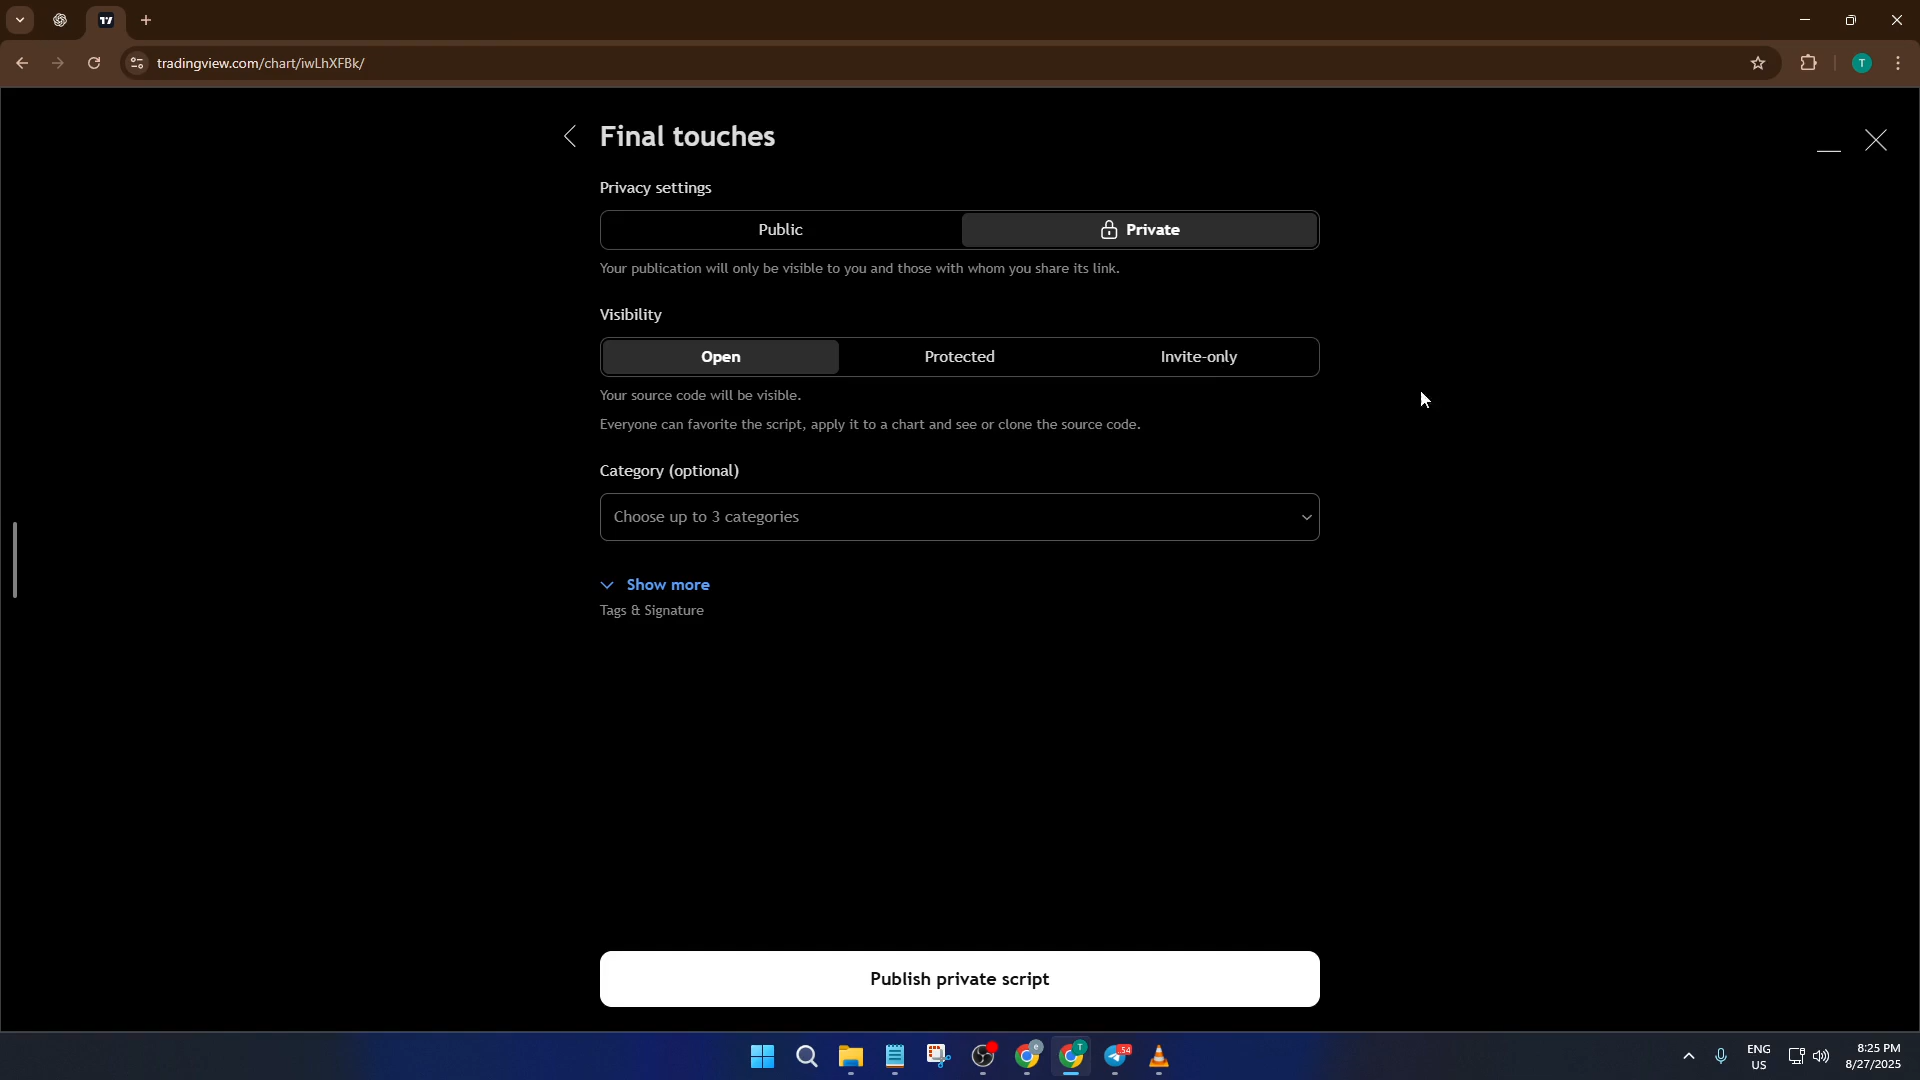 tradingview.com/chart/iwLhXFBk/
T
Final touches
Privacy settings
Public
Private
Your publication will only be visible to you and those with whom you share its link.
Visibility
Open
Protected
Invite-only
Your source code will be visible.
Everyone can favorite the script, apply it to a chart and see or clone the source code.
Category (optional)
Choose up to 3 categories
Show more
Tags & Signature
Publish private script
e
T
54
ENG
US
8:25 PM
8/27/2025